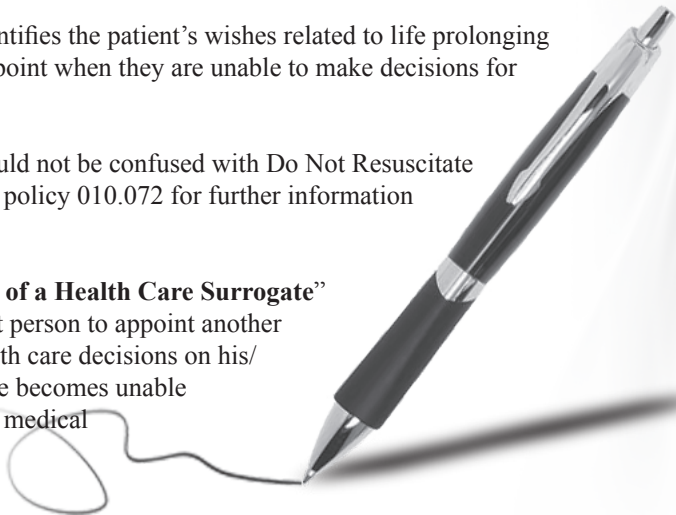 ntifies the patient’s wishes related to life prolonging
point when they are unable to make decisions for
uld not be confused with Do Not Resuscitate
policy 010.072 for further information
of a Health Care Surrogate”
t person to appoint another
th care decisions on his/
e becomes unable
medical